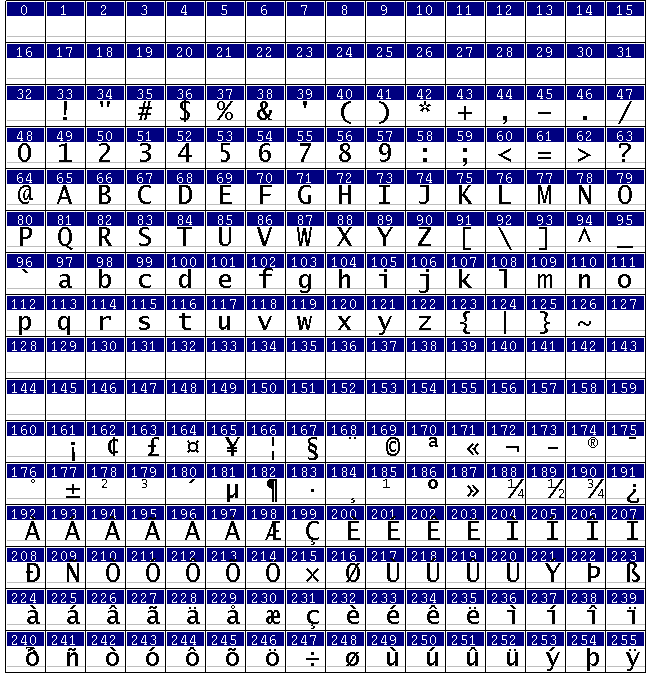 0 1 2 3 4 5 6 7 8 9 10 11 12 13 14 15
16 17 18 19 20 21 22 23 24 25 26 27 28 29 30 31
32 33 34 35 36 37 38 39 40 41 42 43 44 45 46 47
! " # $ % & ' ( ) * + , - . /
48 49 50 51 52 53 54 55 56 57 58 59 60 61 62 63
0 1 2 3 4 5 6 7 8 9 : ; < = > ?
64 65 66 67 68 69 70 71 72 73 74 75 76 77 78 79
@ A B C D E F G H I J K L M N O
80 81 82 83 84 85 86 87 88 89 90 91 92 93 94 95
P Q R S T U V W X Y Z [ \ ] ^ _
96 97 98 99 100 101 102 103 104 105 106 107 108 109 110 111
` a b c d e f g h i j k l m n o
112 113 114 115 116 117 118 119 120 121 122 123 124 125 126 127
p q r s t u v w x y z { | } ~
128 129 130 131 132 133 134 135 136 137 138 139 140 141 142 143
144 145 146 147 148 149 150 151 152 153 154 155 156 157 158 159
160 161 162 163 164 165 166 167 168 169 170 171 172 173 174 175
¡ ¢ £ ¤ ¥ ¦ § ¨ © ª « ¬ - ® ¯
176 177 178 179 180 181 182 183 184 185 186 187 188 189 190 191
° ± ² ³ ´ µ ¶ · ¸ ¹ º » ¼ ½ ¾ ¿
192 193 194 195 196 197 198 199 200 201 202 203 204 205 206 207
A A A A A A Æ Ç E E E E I I I I
208 209 210 211 212 213 214 215 216 217 218 219 220 221 222 223
Ð N O O O O O × Ø U U U U Y Þ ß
224 225 226 227 228 229 230 231 232 233 234 235 236 237 238 239
à á â ã ä å æ ç è é ê ë ì í î ï
240 241 242 243 244 245 246 247 248 249 250 251 252 253 254 255
ð ñ ò ó ô õ ö ÷ ø ù ú û ü ý þ ÿ